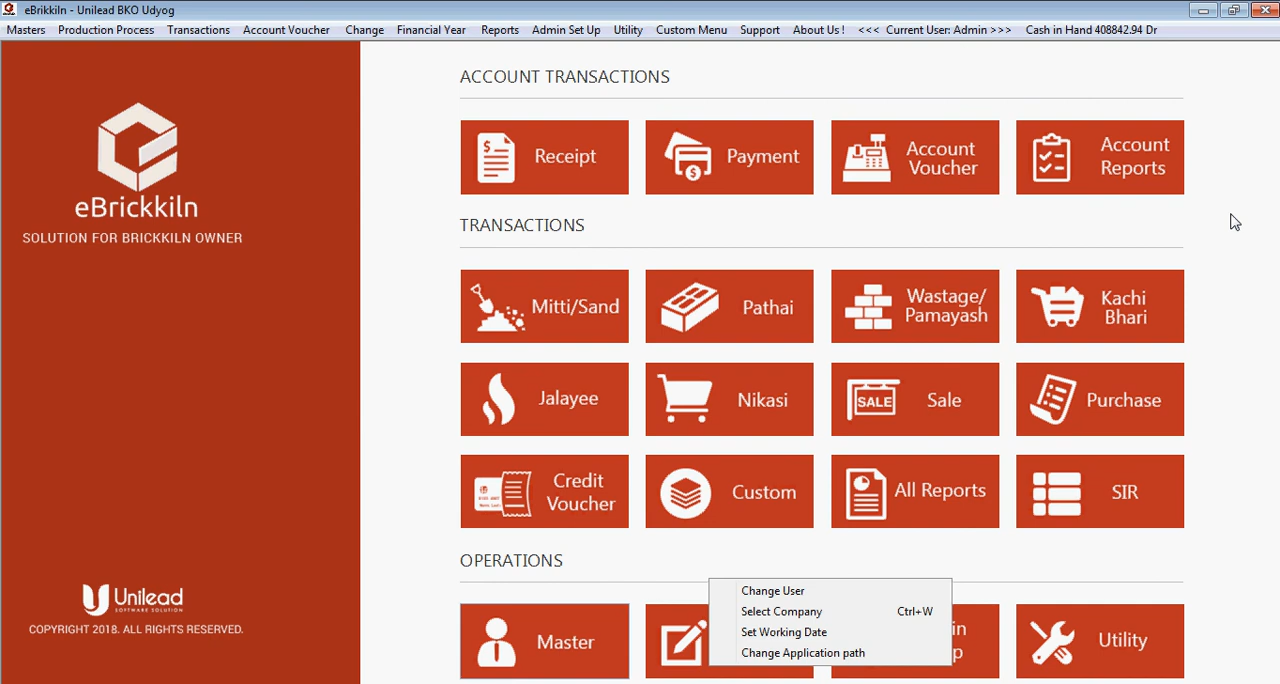 eBrikkiln - Unilead BKO Udyog
Masters Production Process Transactions Account Voucher Change Financial Year Reports Admin Set Up Utility Custom Menu Support About Us ! <<< Current User: Admin >>> Cash in Hand 408842.94 Dr
eBrickkiln
SOLUTION FOR BRICKKILN OWNER
ACCOUNT TRANSACTIONS
Receipt
Payment
Account
Voucher
Account
Reports
TRANSACTIONS
Mitti/Sand
Pathai
Wastage/
Pamayash
Kachi
Bhari
Jalayee
Nikasi
SALE
Sale
Purchase
Credit
Voucher
Custom
All Reports
SIR
OPERATIONS
Master
Change User
Select Company Ctrl+W
Set Working Date
Change Application path
in
p
Utility
Unilead
SOFTWARE SOLUTION
COPYRIGHT 2018. ALL RIGHTS RESERVED.